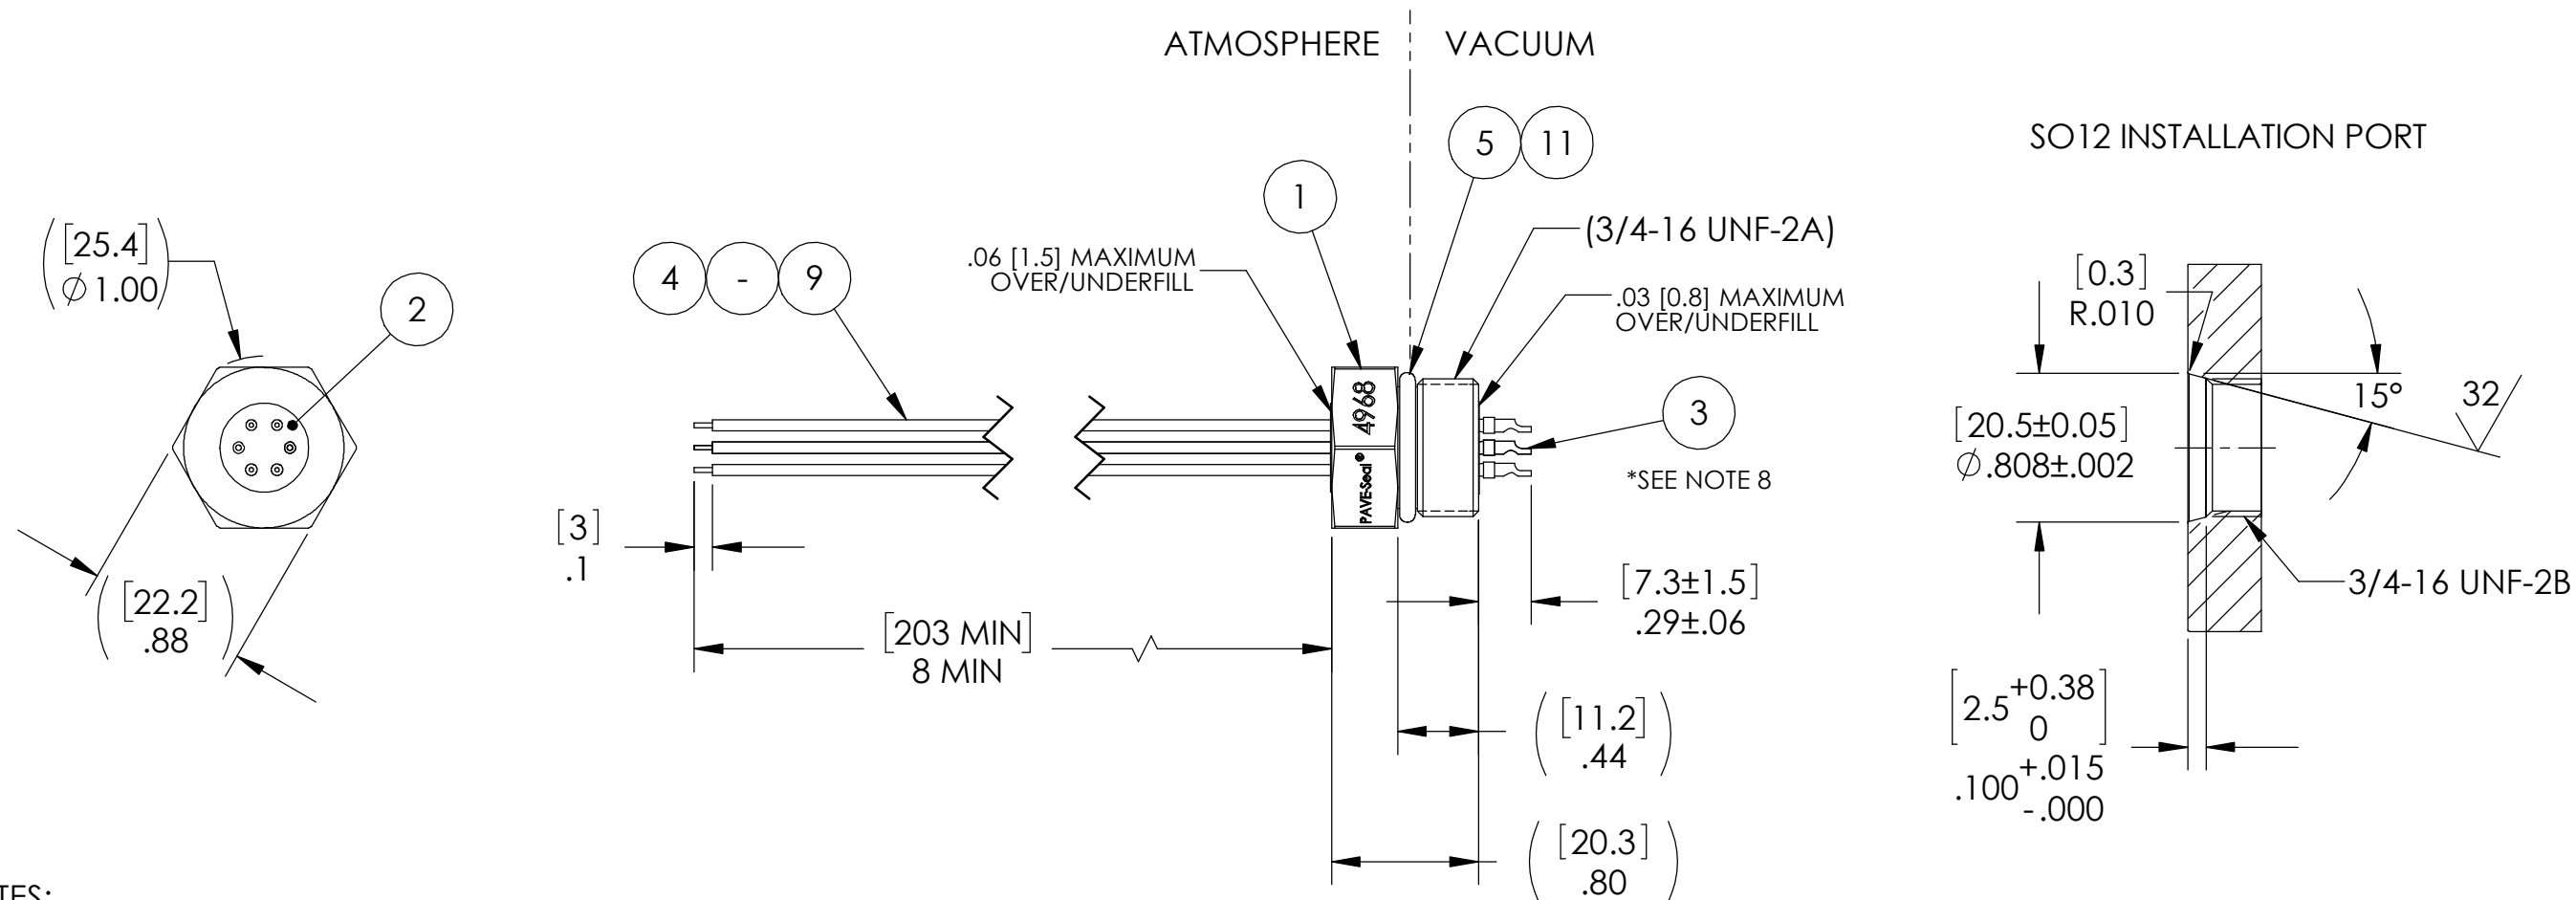 ATMOSPHERE
VACUUM
5
11
SO12 INSTALLATION PORT
1
(3/4-16 UNF-2A)
[25.4]
⌀ 1.00
2
4
-
9
.06 [1.5] MAXIMUM
OVER/UNDERFILL
.03 [0.8] MAXIMUM
OVER/UNDERFILL
[0.3]
R.010
15°
32
4968
PAVE-Seal®
3
*SEE NOTE 8
[20.5±0.05]
⌀.808±.002
3/4-16 UNF-2B
[3]
.1
[22.2]
.88
[203 MIN]
8 MIN
[7.3±1.5]
.29±.06
[11.2]
.44
[2.5 +0.38
0]
.100 +.015
-.000
[20.3]
.80
TES: